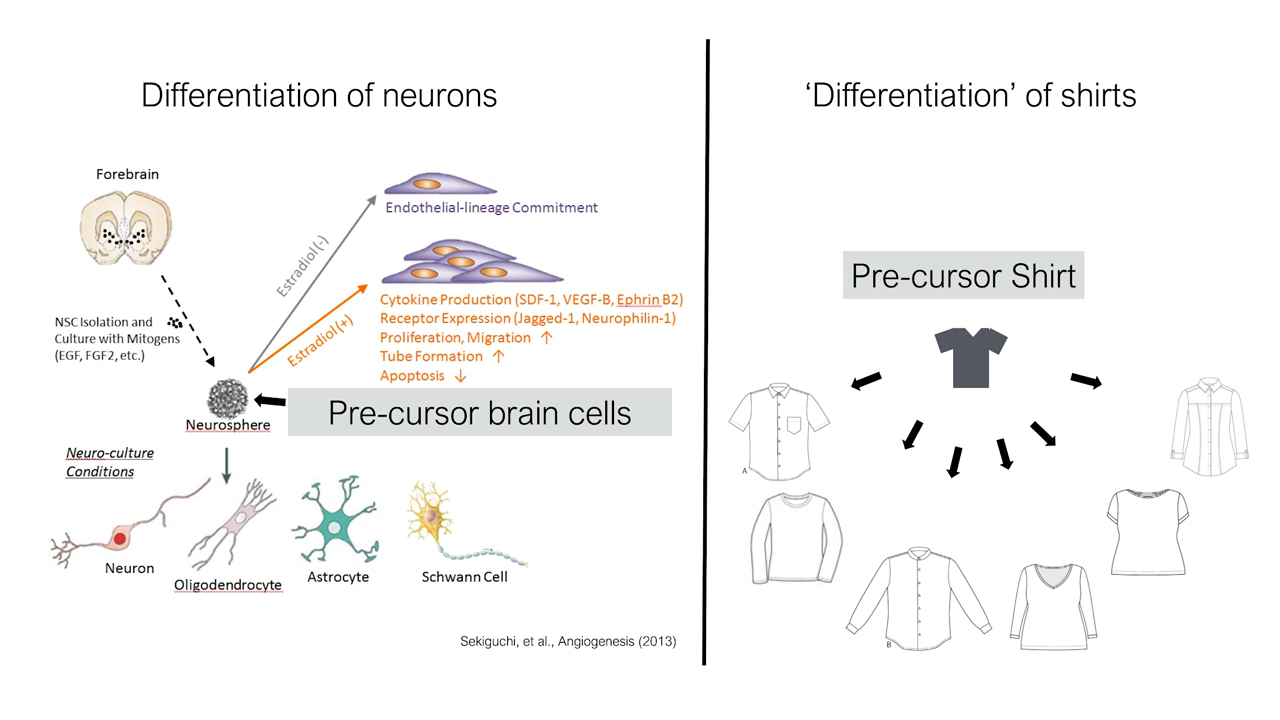 Differentiation of neurons
Forebrain
NSC Isolation and
Culture with Mitogens
(EGF, FGF2, etc.)
Estradiol(-)
Estradiol(+)
Endothelial-lineage Commitment
Cytokine Production (SDF-1, VEGF-B, Ephrin B2)
Receptor Expression (Jagged-1, Neurophilin-1)
Proliferation, Migration ↑
Tube Formation ↑
Apoptosis ↓
Pre-cursor brain cells
Neurosphere
Neuro-culture
Conditions
Neuron
Oligodendrocyte
Astrocyte
Schwann Cell
Sekiguchi, et al., Angiogenesis (2013)
‘Differentiation’ of shirts
Pre-cursor Shirt
A
B